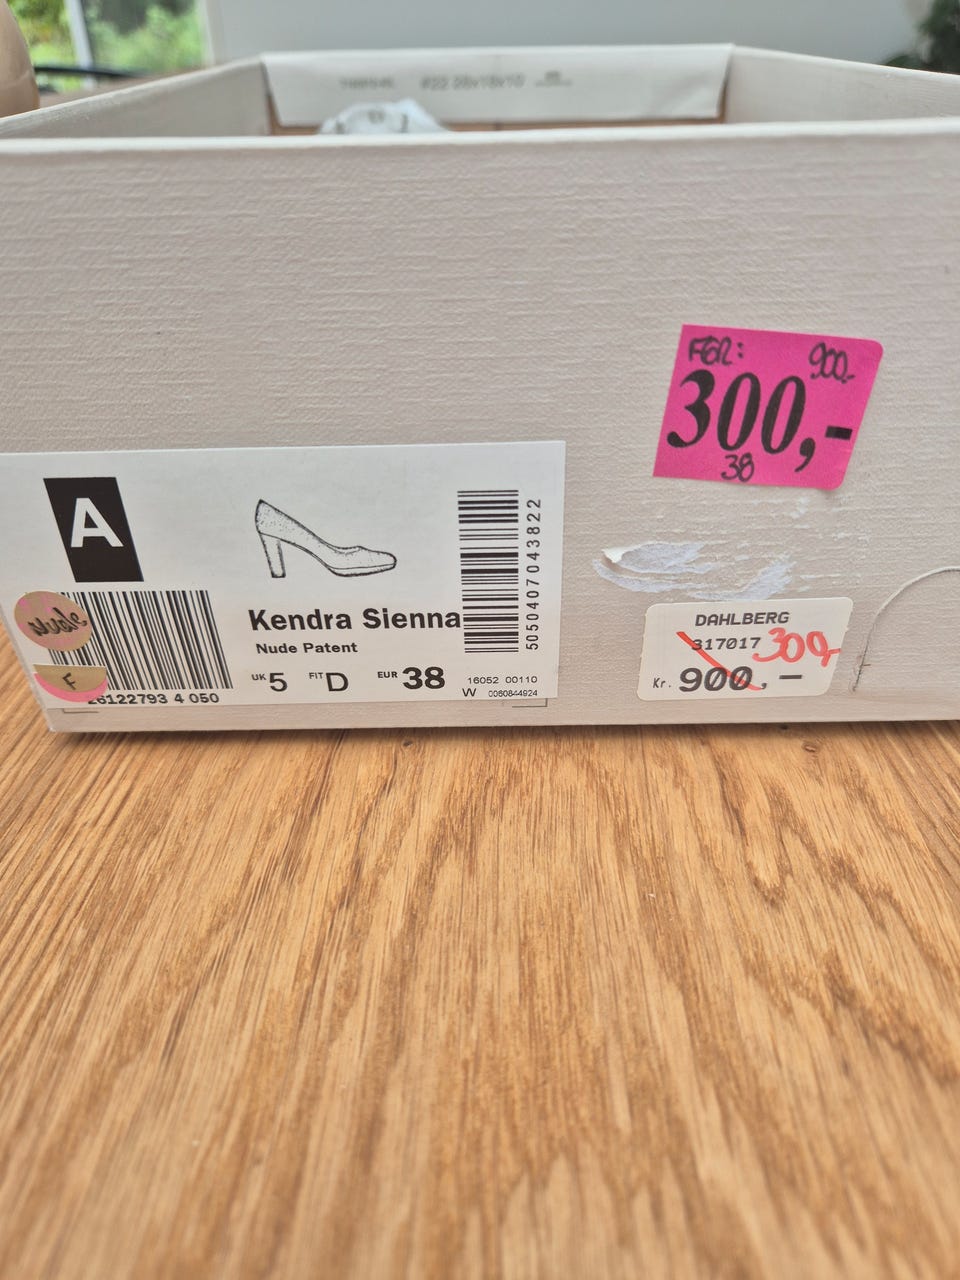 FØR: 900,-
300,-
38
A
Nude
F
26122793 4 050
Kendra Sienna
Nude Patent
UK 5 FIT D EUR 38
16052 00110
W 0060844924
5050407043822
DAHLBERG
317017 300,-
Kr. 900,-